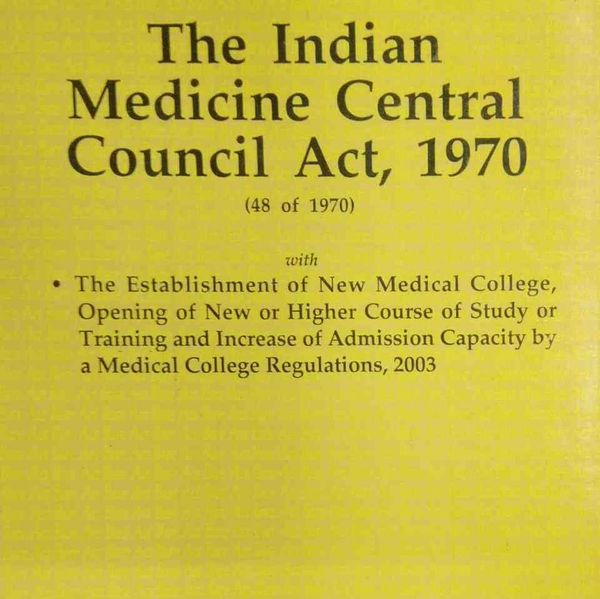 The Indian
Medicine Central
Council Act, 1970
(48 of 1970)
with
• The Establishment of New Medical College,
Opening of New or Higher Course of Study or
Training and Increase of Admission Capacity by
a Medical College Regulations, 2003